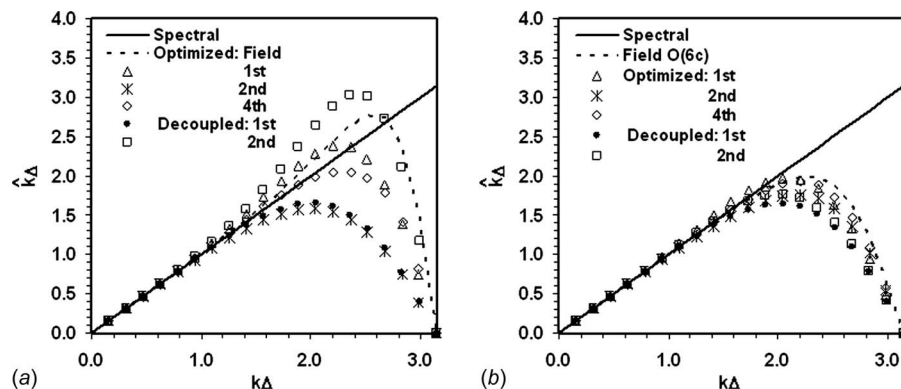 4.0
3.5
3.0
2.5
2.0
1.5
1.0
0.5
0.0
k̂Δ
Spectral
Optimized: Field
1st
2nd
4th
Decoupled: 1st
2nd
0.0 1.0 2.0 3.0
kΔ
(a)
4.0
3.5
3.0
2.5
2.0
1.5
1.0
0.5
0.0
k̂Δ
Spectral
Field O(6c)
Optimized: 1st
2nd
4th
Decoupled: 1st
2nd
0.0 1.0 2.0 3.0
kΔ
(b)